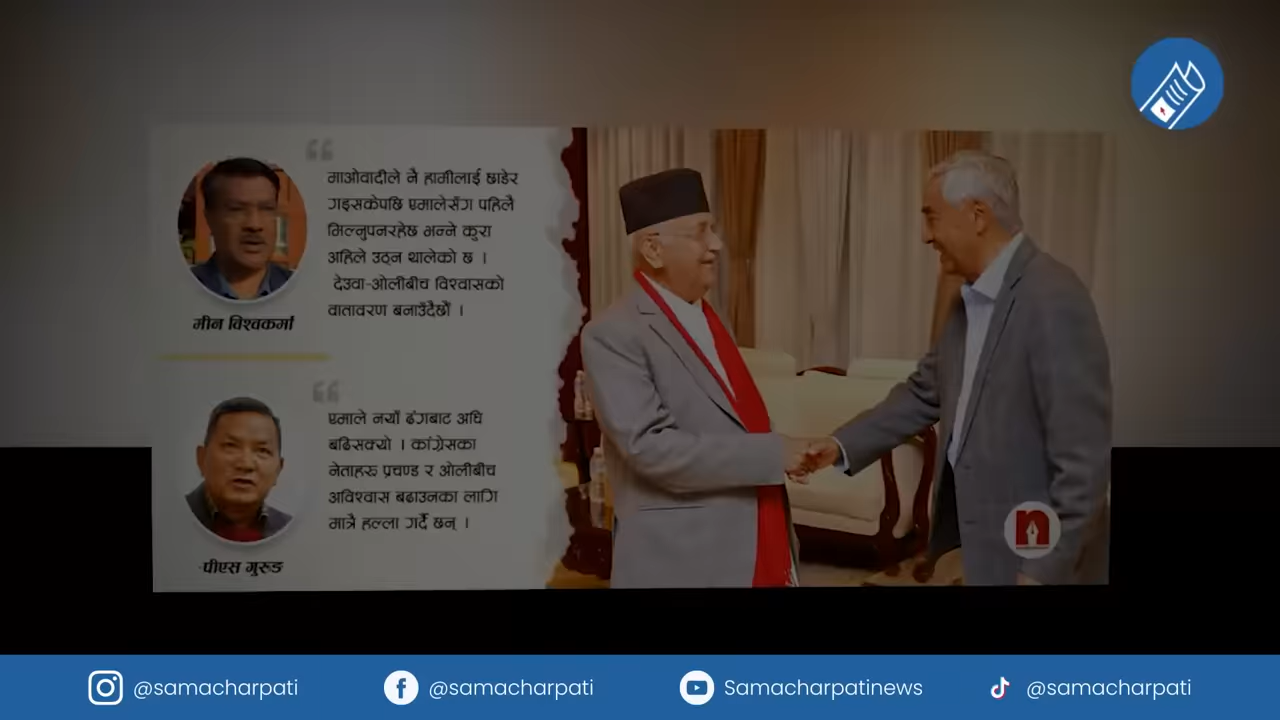 माओवादीले नै हामीलाई छाडेर
गइसकेपछि एमालेसँग पहिलै
मिल्नुपनरहेछ भन्ने कुरा
अहिले उठ्न थालेको छ ।
देउवा-ओलीबीच विश्वासको
वातावरण बनाउँदैछौं ।
मीन विश्वकर्मा
एमाले नयाँ ढंगबाट अघि
बढिसक्यो । कांग्रेसका
नेताहरु प्रचण्ड र ओलीबीच
अविश्वास बढाउनका लागि
मात्रै हल्ला गर्दै छन् ।
-पीएस गुरुङ
n
@samacharpati
@samacharpati
Samacharpatinews
@samacharpati